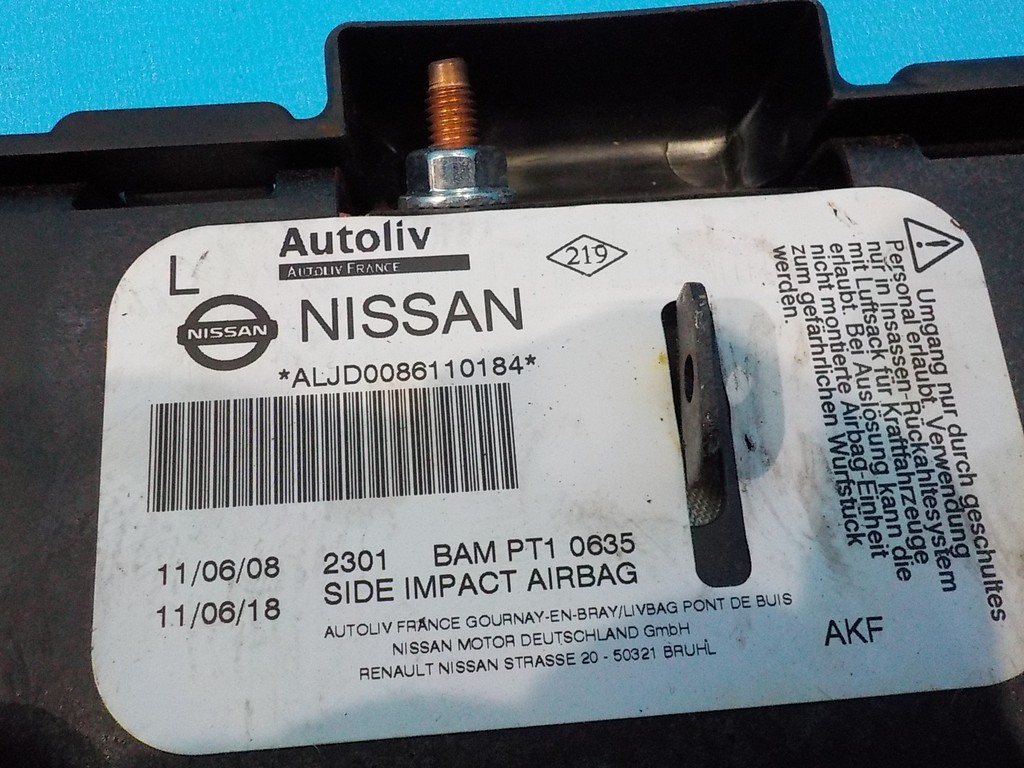 L
Autoliv
AUTOLIV FRANCE
219
NISSAN
NISSAN
*ALJD0086110184*
11/06/08
2301 BAM PT1 0635
11/06/18
SIDE IMPACT AIRBAG
AUTOLIV FRANCE GOURNAY-EN-BRAY/LIVBAG PONT DE BUIS
NISSAN MOTOR DEUTSCHLAND GmbH
RENAULT NISSAN STRASSE 20 - 50321 BRUHL
AKF
Umgang nur durch geschultes
Personal erlaubt. Verwendung
nur in Insassen-Rückahltesystem
mit Luftsack für Kraftfahrzeuge
erlaubt. Bei Auslösung kann die
nicht montierte Airbag-Einheit
zum gefährlichen Wurfstück
werden.